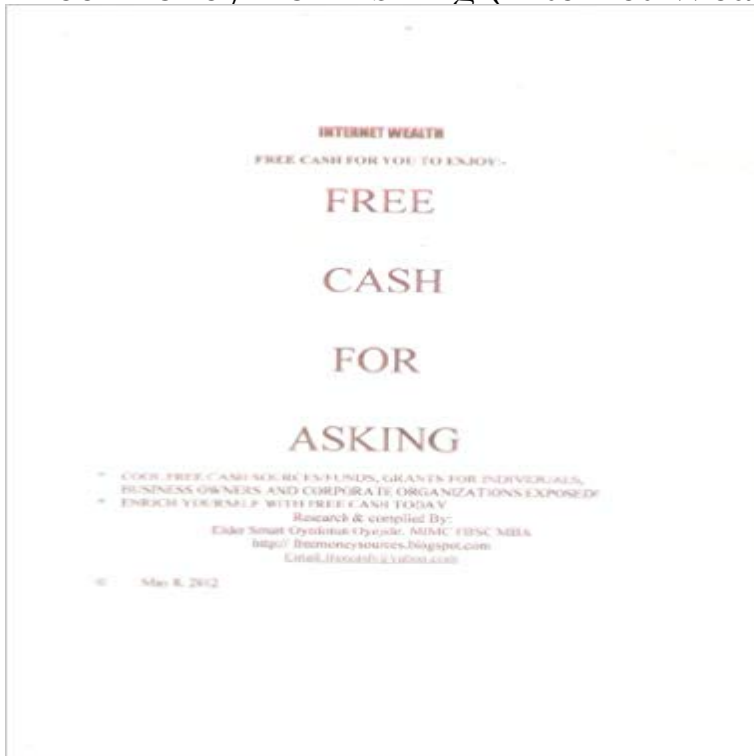 INTERNET WEALTH
FREE CASH FOR YOU TO ENJOY:-
FREE
CASH
FOR
ASKING
* COOL FREE CASH SOURCES/FUNDS, GRANTS FOR INDIVIDUALS,
BUSINESS OWNERS AND CORPORATE ORGANIZATIONS EXPOSED!
* ENRICH YOURSELF WITH FREE CASH TODAY
Research & compiled By:
Elder Smart MBA
http:// freemoneysources.blogspot.com
© May 8, 2012